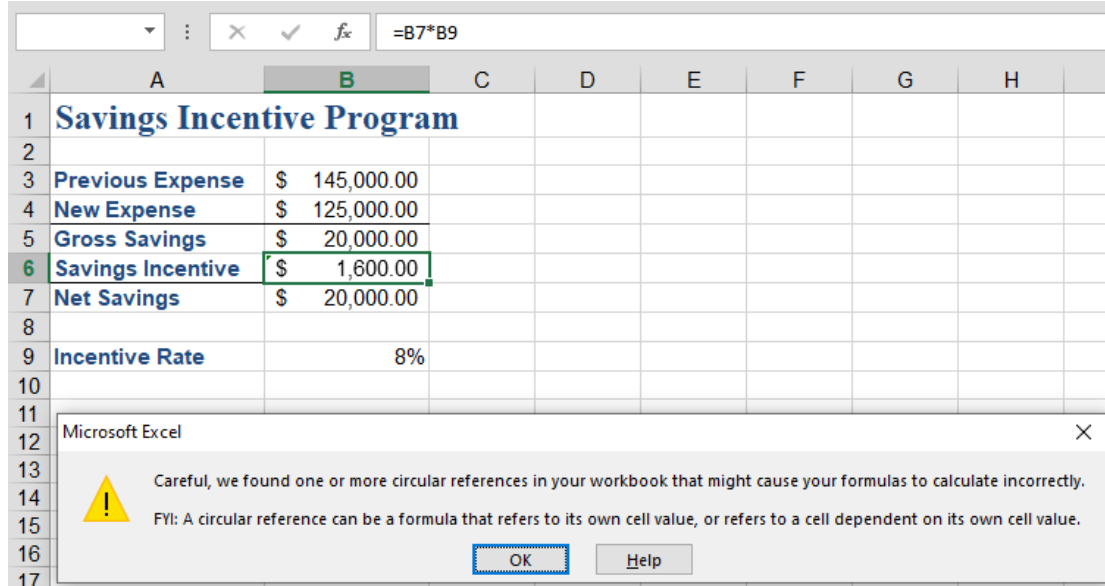 fx =B7*B9
A B C D E F G H
1 Savings Incentive Program
2
3 Previous Expense $ 145,000.00
4 New Expense $ 125,000.00
5 Gross Savings $ 20,000.00
6 Savings Incentive $ 1,600.00
7 Net Savings $ 20,000.00
8
9 Incentive Rate 8%
10
11
Microsoft Excel
12
13
Careful, we found one or more circular references in your workbook that might cause your formulas to calculate incorrectly.
14
FYI: A circular reference can be a formula that refers to its own cell value, or refers to a cell dependent on its own cell value.
15
16 OK Help
17